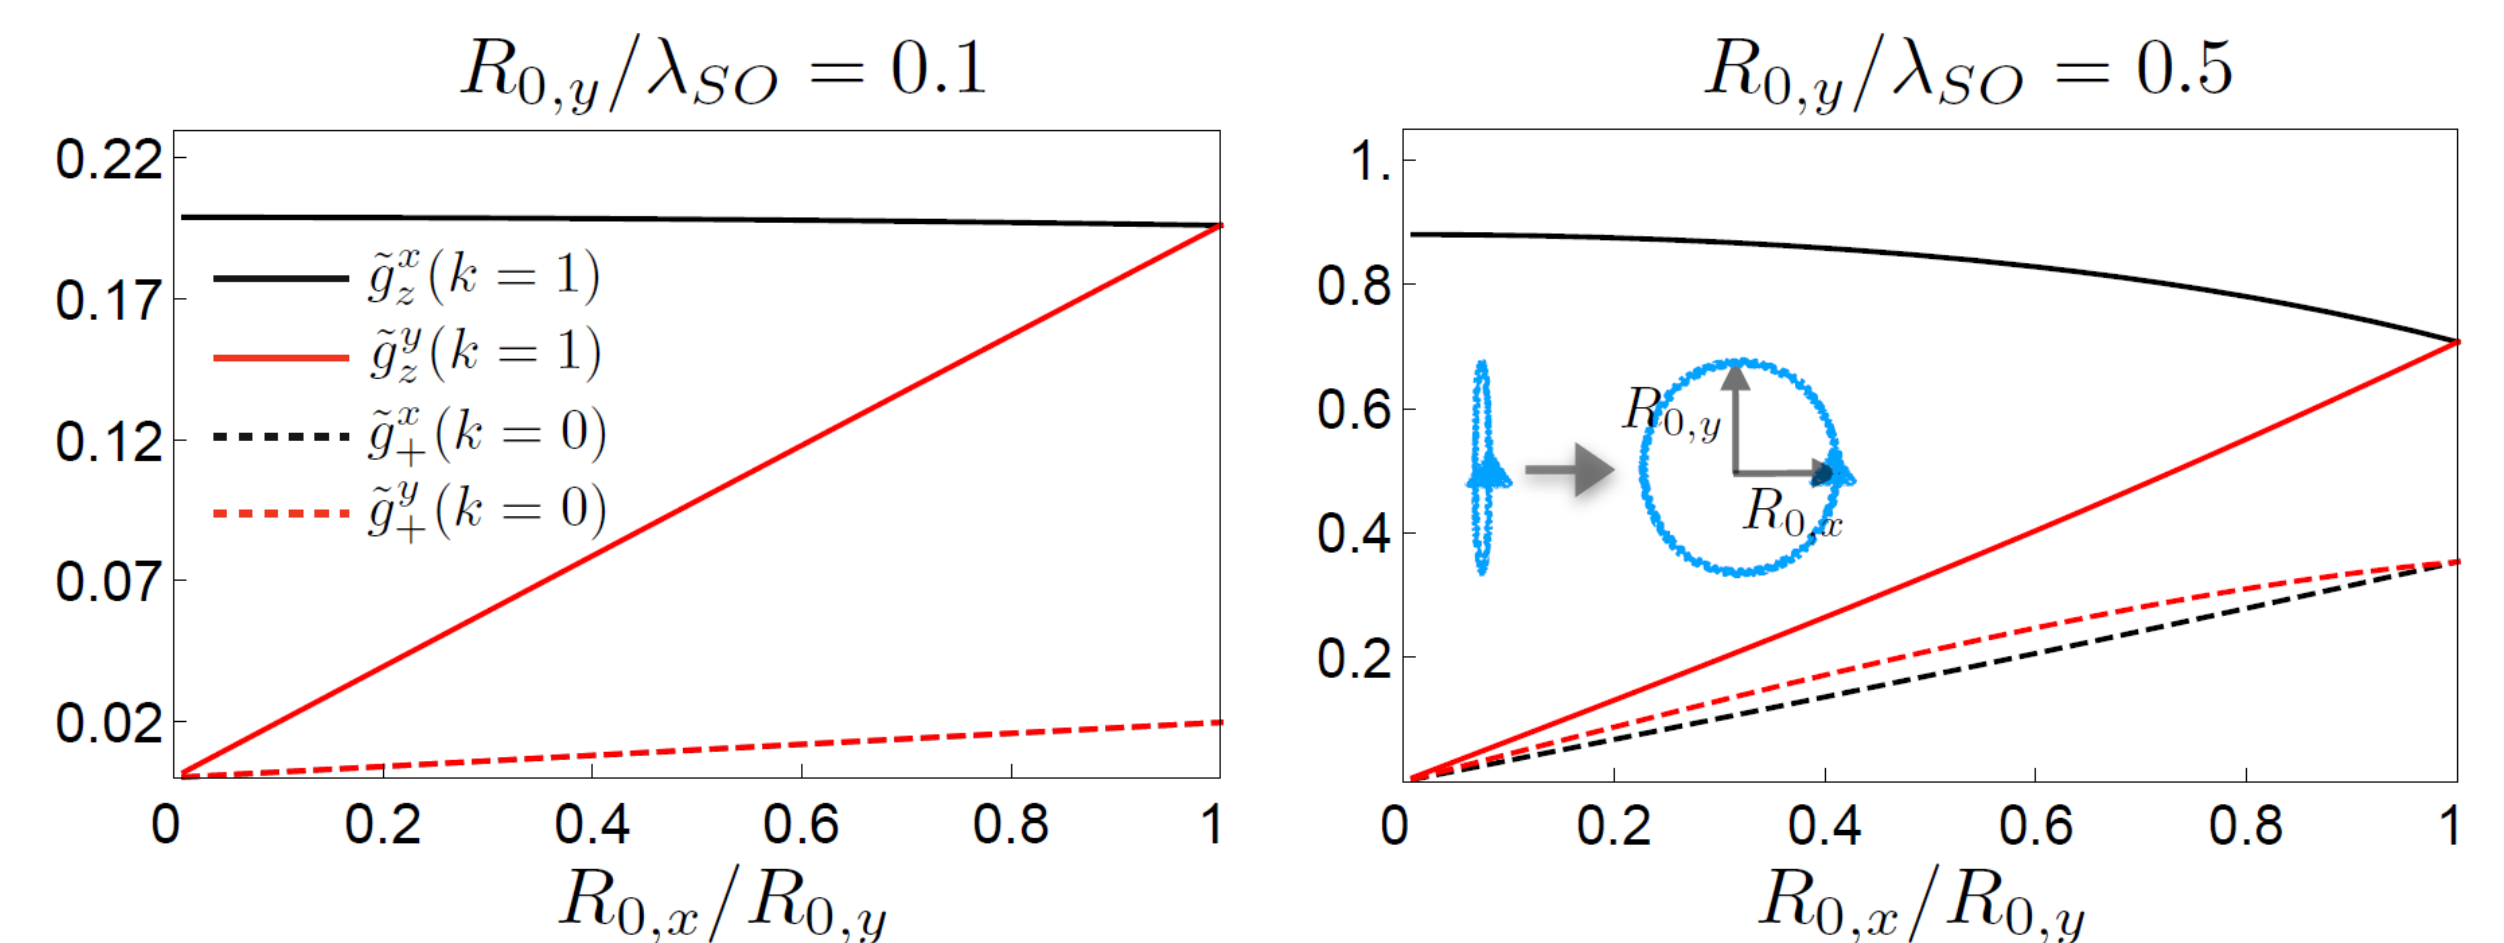 R_{0,y}/λ_{SO} = 0.1
0.22
0.17
0.12
0.07
0.02
g̃_z^x(k = 1)
g̃_z^y(k = 1)
g̃_+^x(k = 0)
g̃_+^y(k = 0)
0 0.2 0.4 0.6 0.8 1
R_{0,x}/R_{0,y}
R_{0,y}/λ_{SO} = 0.5
1.
0.8
0.6
0.4
0.2
R_{0,y}
R_{0,x}
0 0.2 0.4 0.6 0.8 1
R_{0,x}/R_{0,y}